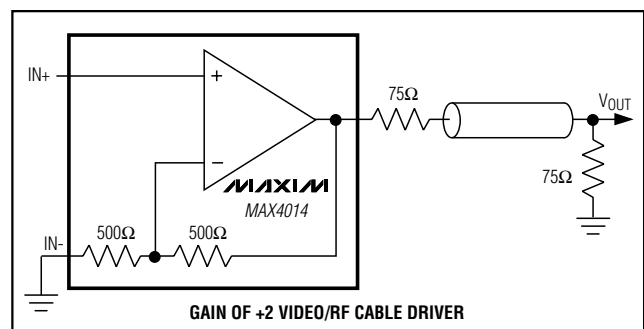 IN+
+
75Ω
VOUT
−
MAXIM
MAX4014
75Ω
IN-
500Ω
500Ω
GAIN OF +2 VIDEO/RF CABLE DRIVER